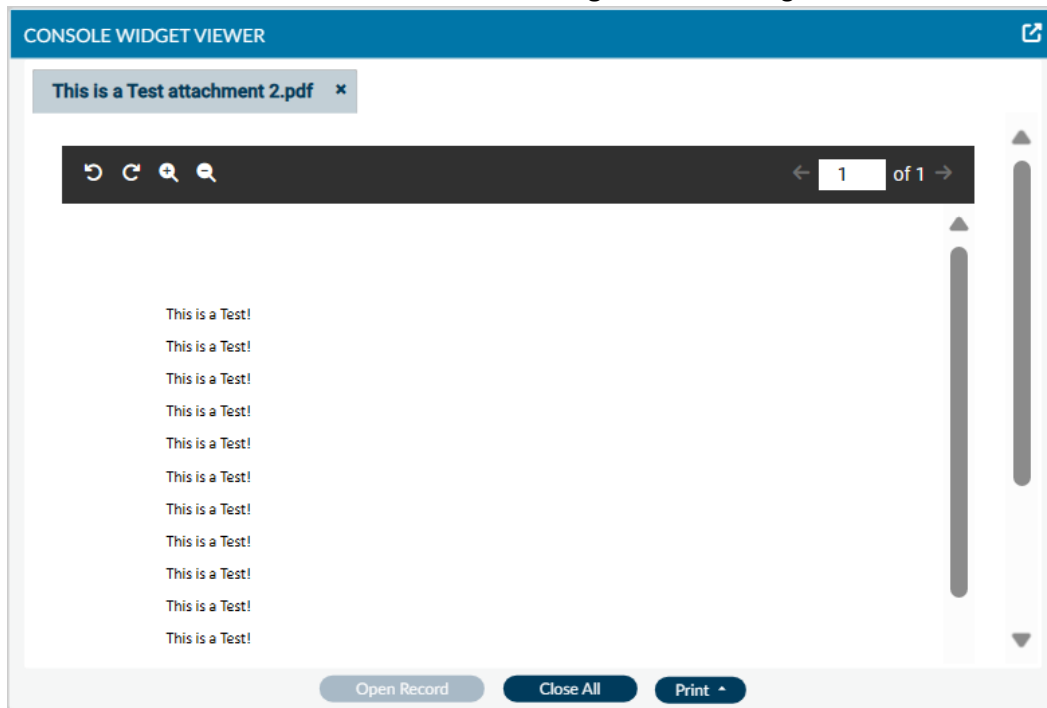 CONSOLE WIDGET VIEWER
This is a Test attachment 2.pdf ×
1 of 1
This is a Test!
This is a Test!
This is a Test!
This is a Test!
This is a Test!
This is a Test!
This is a Test!
This is a Test!
This is a Test!
This is a Test!
This is a Test!
Open Record Close All Print